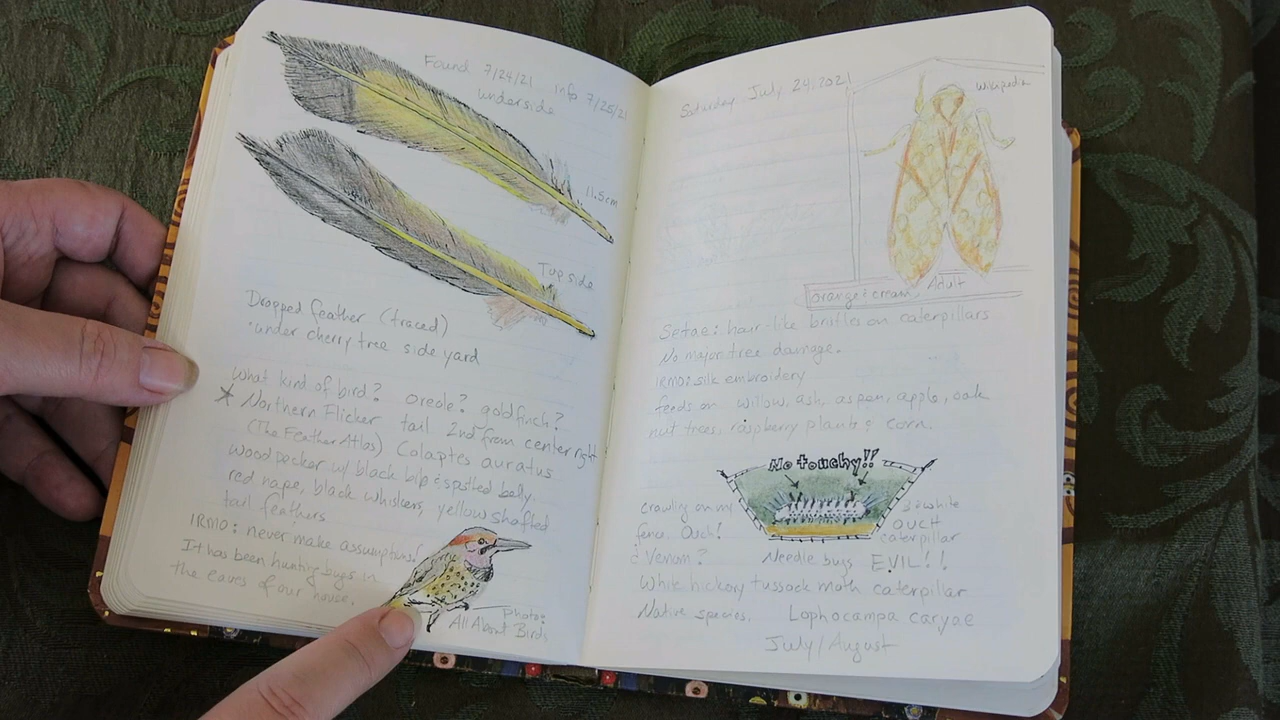 Found 7/24/21 info 7/25/21
underside
11.5cm
Top side
Dropped feather (traced)
under cherry tree side yard
What kind of bird? oreole? goldfinch?
Northern Flicker tail 2nd from center right
(The Feather Atlas) Colaptes auratus
woodpecker w/ black bib & spotted belly,
red nape, black whiskers, yellow shafted
tail feathers
IRMO: never make assumptions!
It has been hunting bugs in
the eaves of our house.
photo:
All About Birds
Saturday July 24, 2021
wikipedia
orange & cream Adult
Setae: hair-like bristles on caterpillars
No major tree damage.
IRMO: silk embroidery
feeds on willow, ash, aspen, apple, oak
nut trees, raspberry plants & corn.
No touchy!!
crawling on my
fence. Ouch!
Venom?
B & white
OUCH
caterpillar
Needle bugs EVIL!!
White hickory tussock moth caterpillar
Native species. Lophocampa caryae
July/August